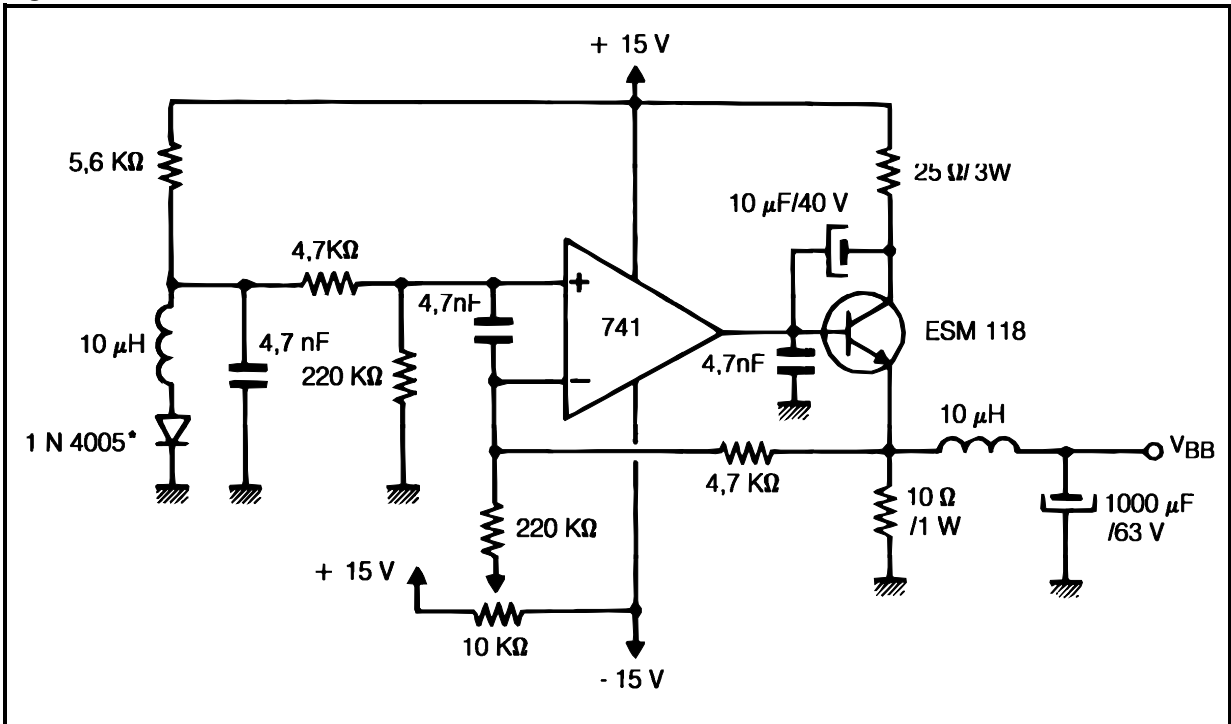 + 15 V
5,6 KΩ
25 Ω/ 3W
10 μF/40 V
4,7KΩ
4,7nF
+
741
10 μH
4,7 nF
220 KΩ
4,7nF
ESM 118
−
1 N 4005*
10 μH
VBB
4,7 KΩ
10 Ω
/1 W
1000 μF
/63 V
220 KΩ
+ 15 V
10 KΩ
- 15 V